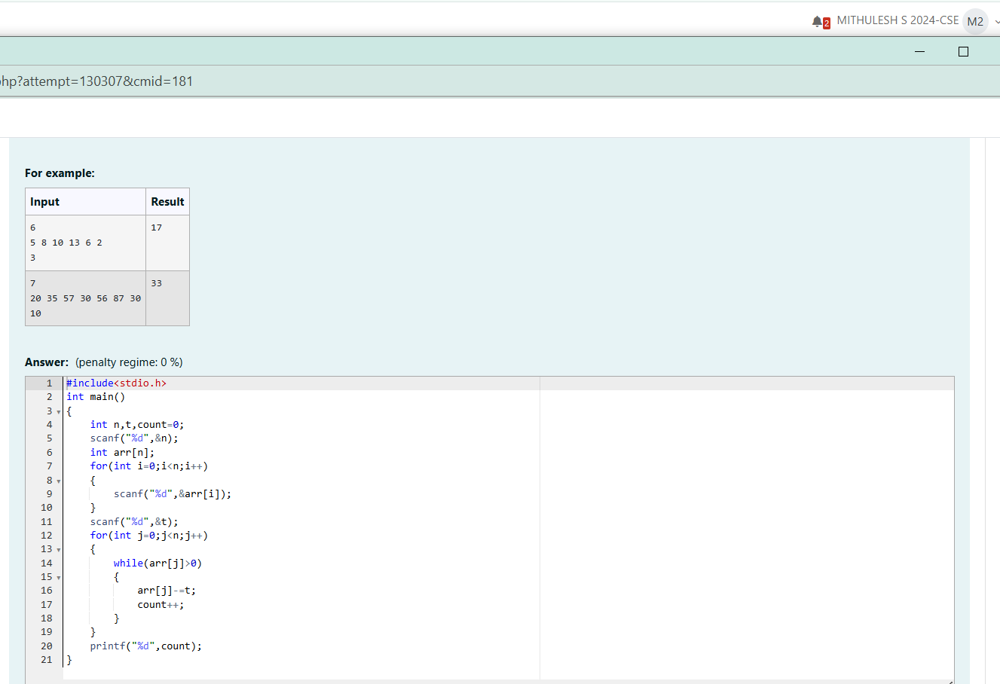 2 MITHULESH S 2024-CSE M2
hp?attempt=130307&cmid=181
For example:
Input Result
6 17
5 8 10 13 6 2
3
7 33
20 35 57 30 56 87 30
10
Answer: (penalty regime: 0 %)
1 #include<stdio.h>
2 int main()
3 {
4 int n,t,count=0;
5 scanf("%d",&n);
6 int arr[n];
7 for(int i=0;i<n;i++)
8 {
9 scanf("%d",&arr[i]);
10 }
11 scanf("%d",&t);
12 for(int j=0;j<n;j++)
13 {
14 while(arr[j]>0)
15 {
16 arr[j]-=t;
17 count++;
18 }
19 }
20 printf("%d",count);
21 }